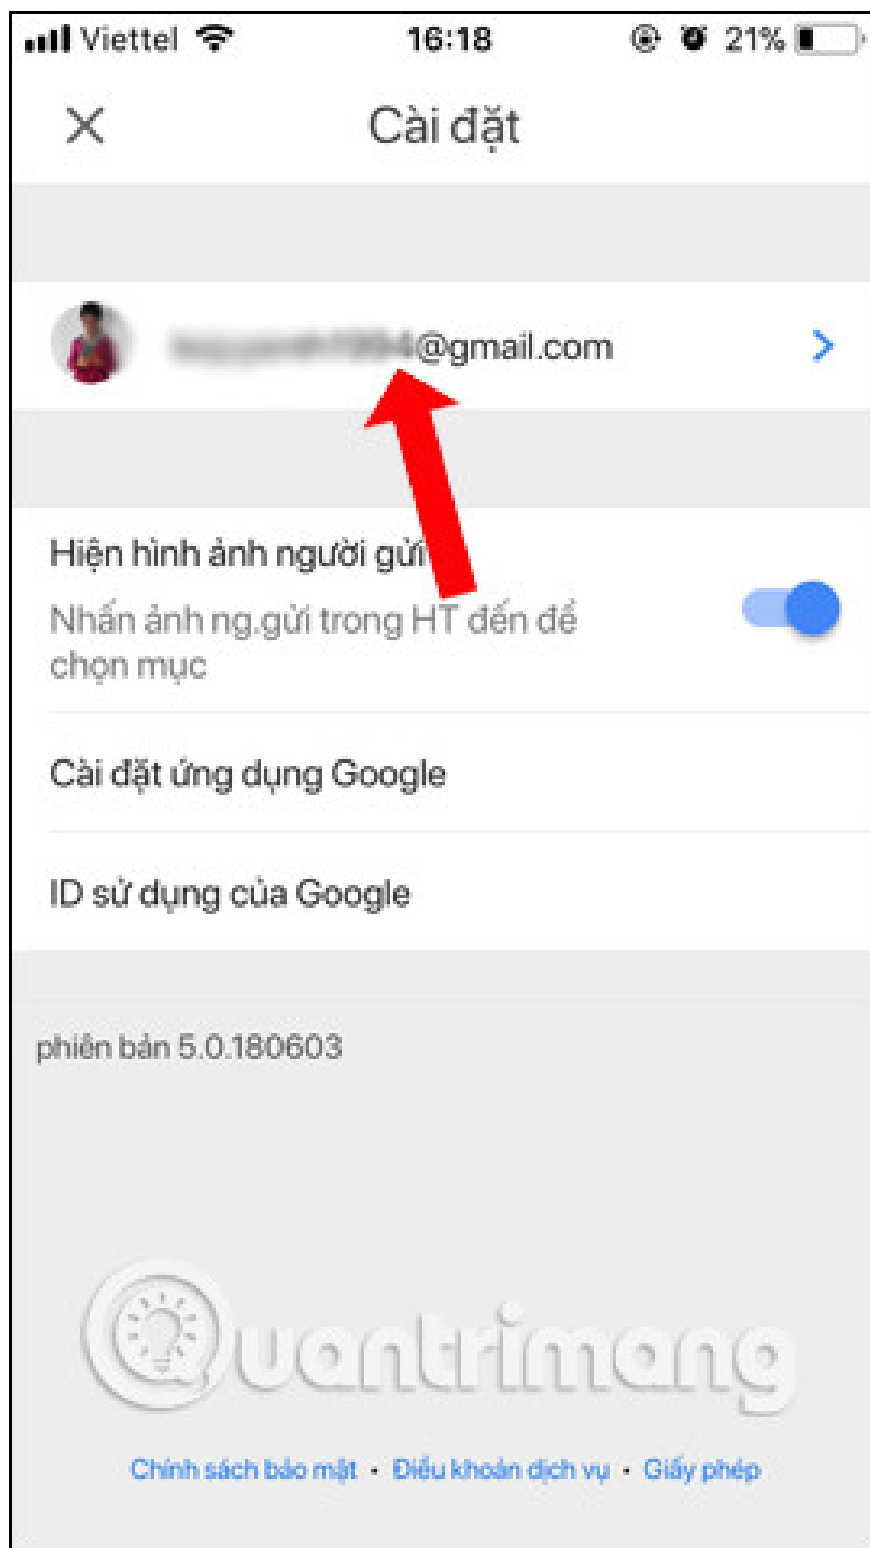 Viettel 16:18 21%
Cài đặt
@gmail.com
Hiện hình ảnh người gửi
Nhấn ảnh ng.gửi trong HT đến để
chọn mục
Cài đặt ứng dụng Google
ID sử dụng của Google
phiên bản 5.0.180603
Quantrimang
Chính sách bảo mật • Điều khoản dịch vụ • Giấy phép